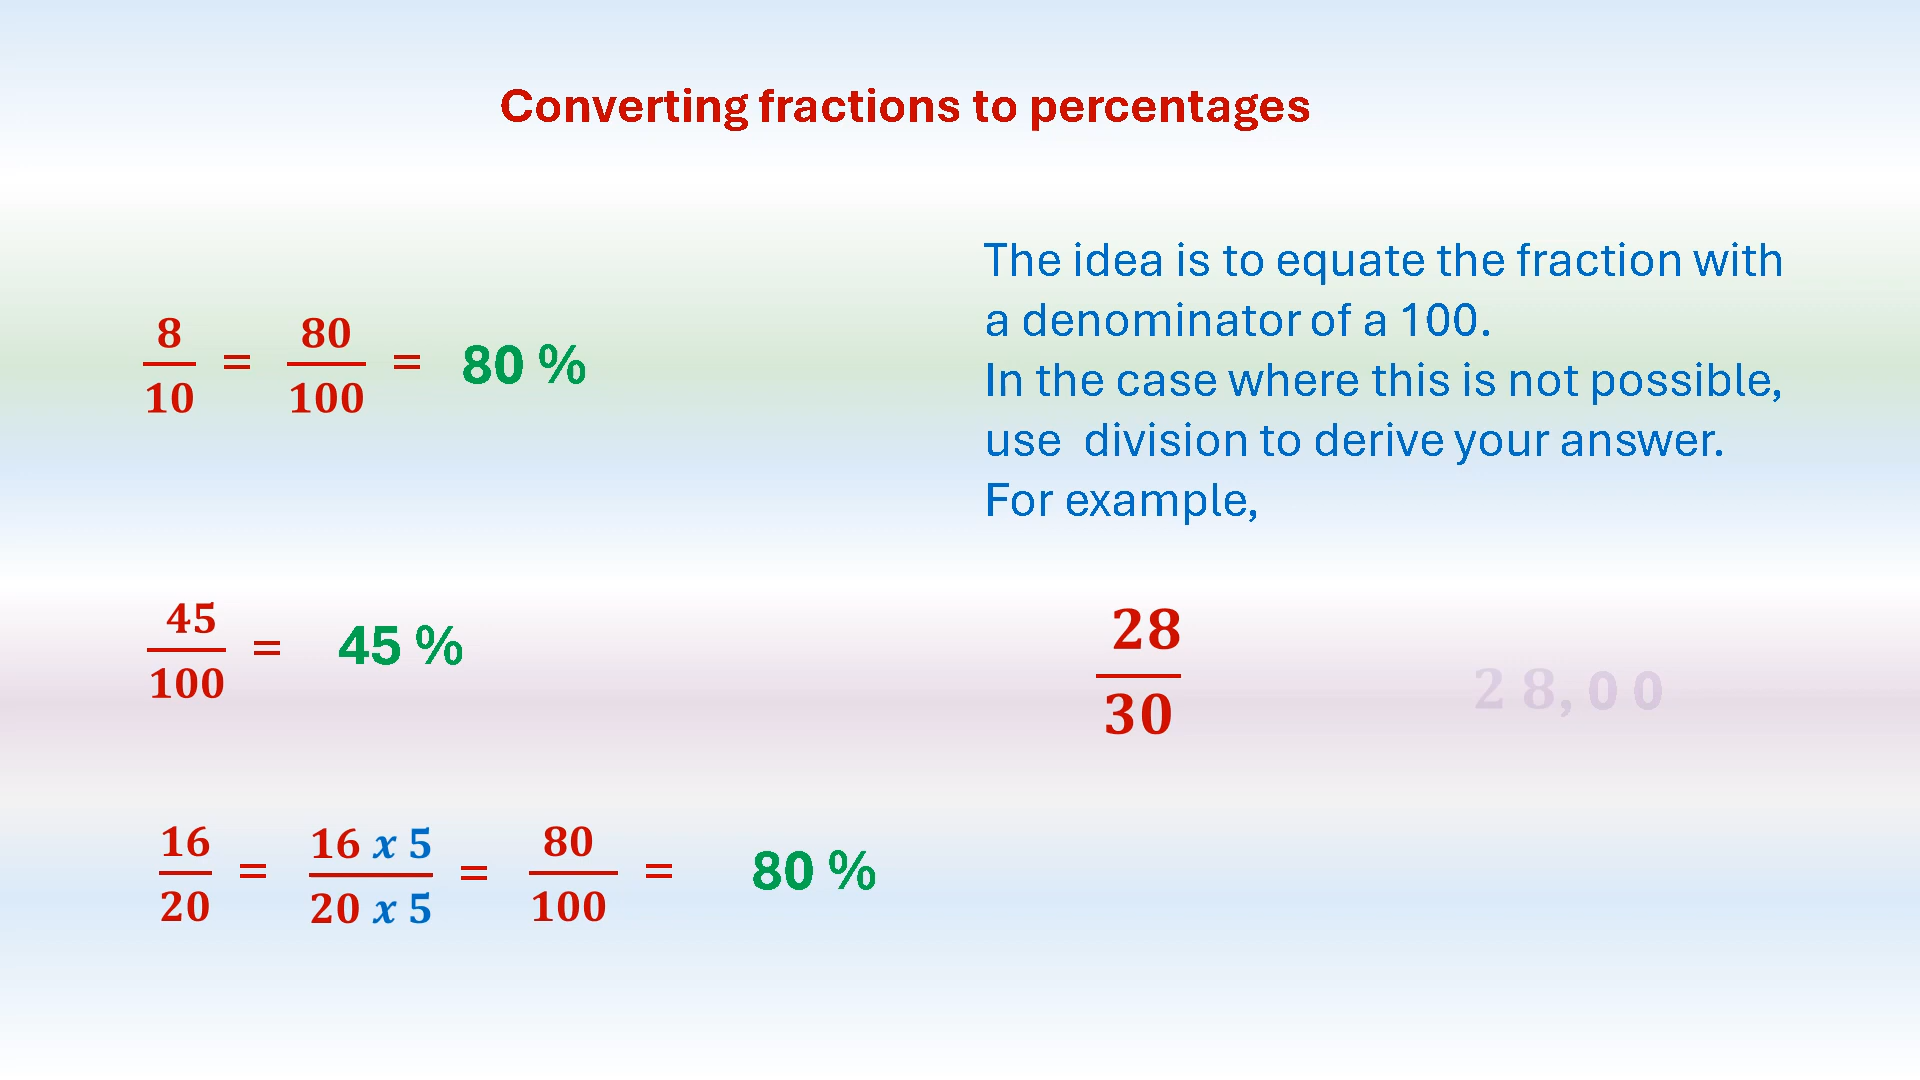 Converting fractions to percentages
8/10 = 80/100 = 80 %
45/100 = 45 %
16/20 = 16 x 5/20 x 5 = 80/100 = 80 %
The idea is to equate the fraction with
a denominator of a 100.
In the case where this is not possible,
use division to derive your answer.
For example,
28/30
2 8, 0 0